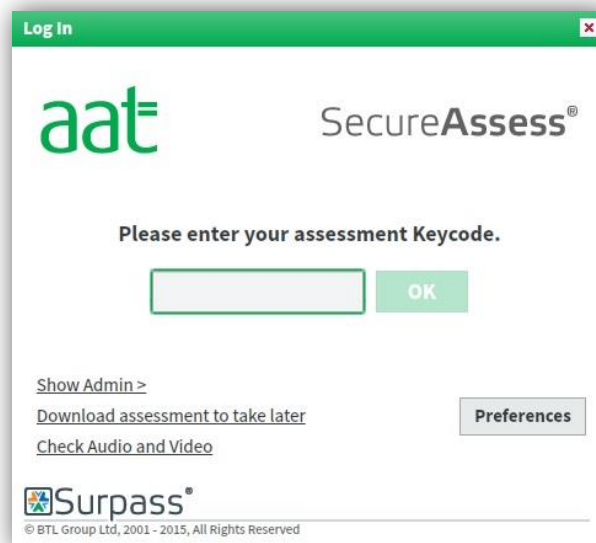 Log In
aat SecureAssess®
Please enter your assessment Keycode.
OK
Show Admin >
Download assessment to take later
Preferences
Check Audio and Video
Surpass®
© BTL Group Ltd, 2001 - 2015, All Rights Reserved